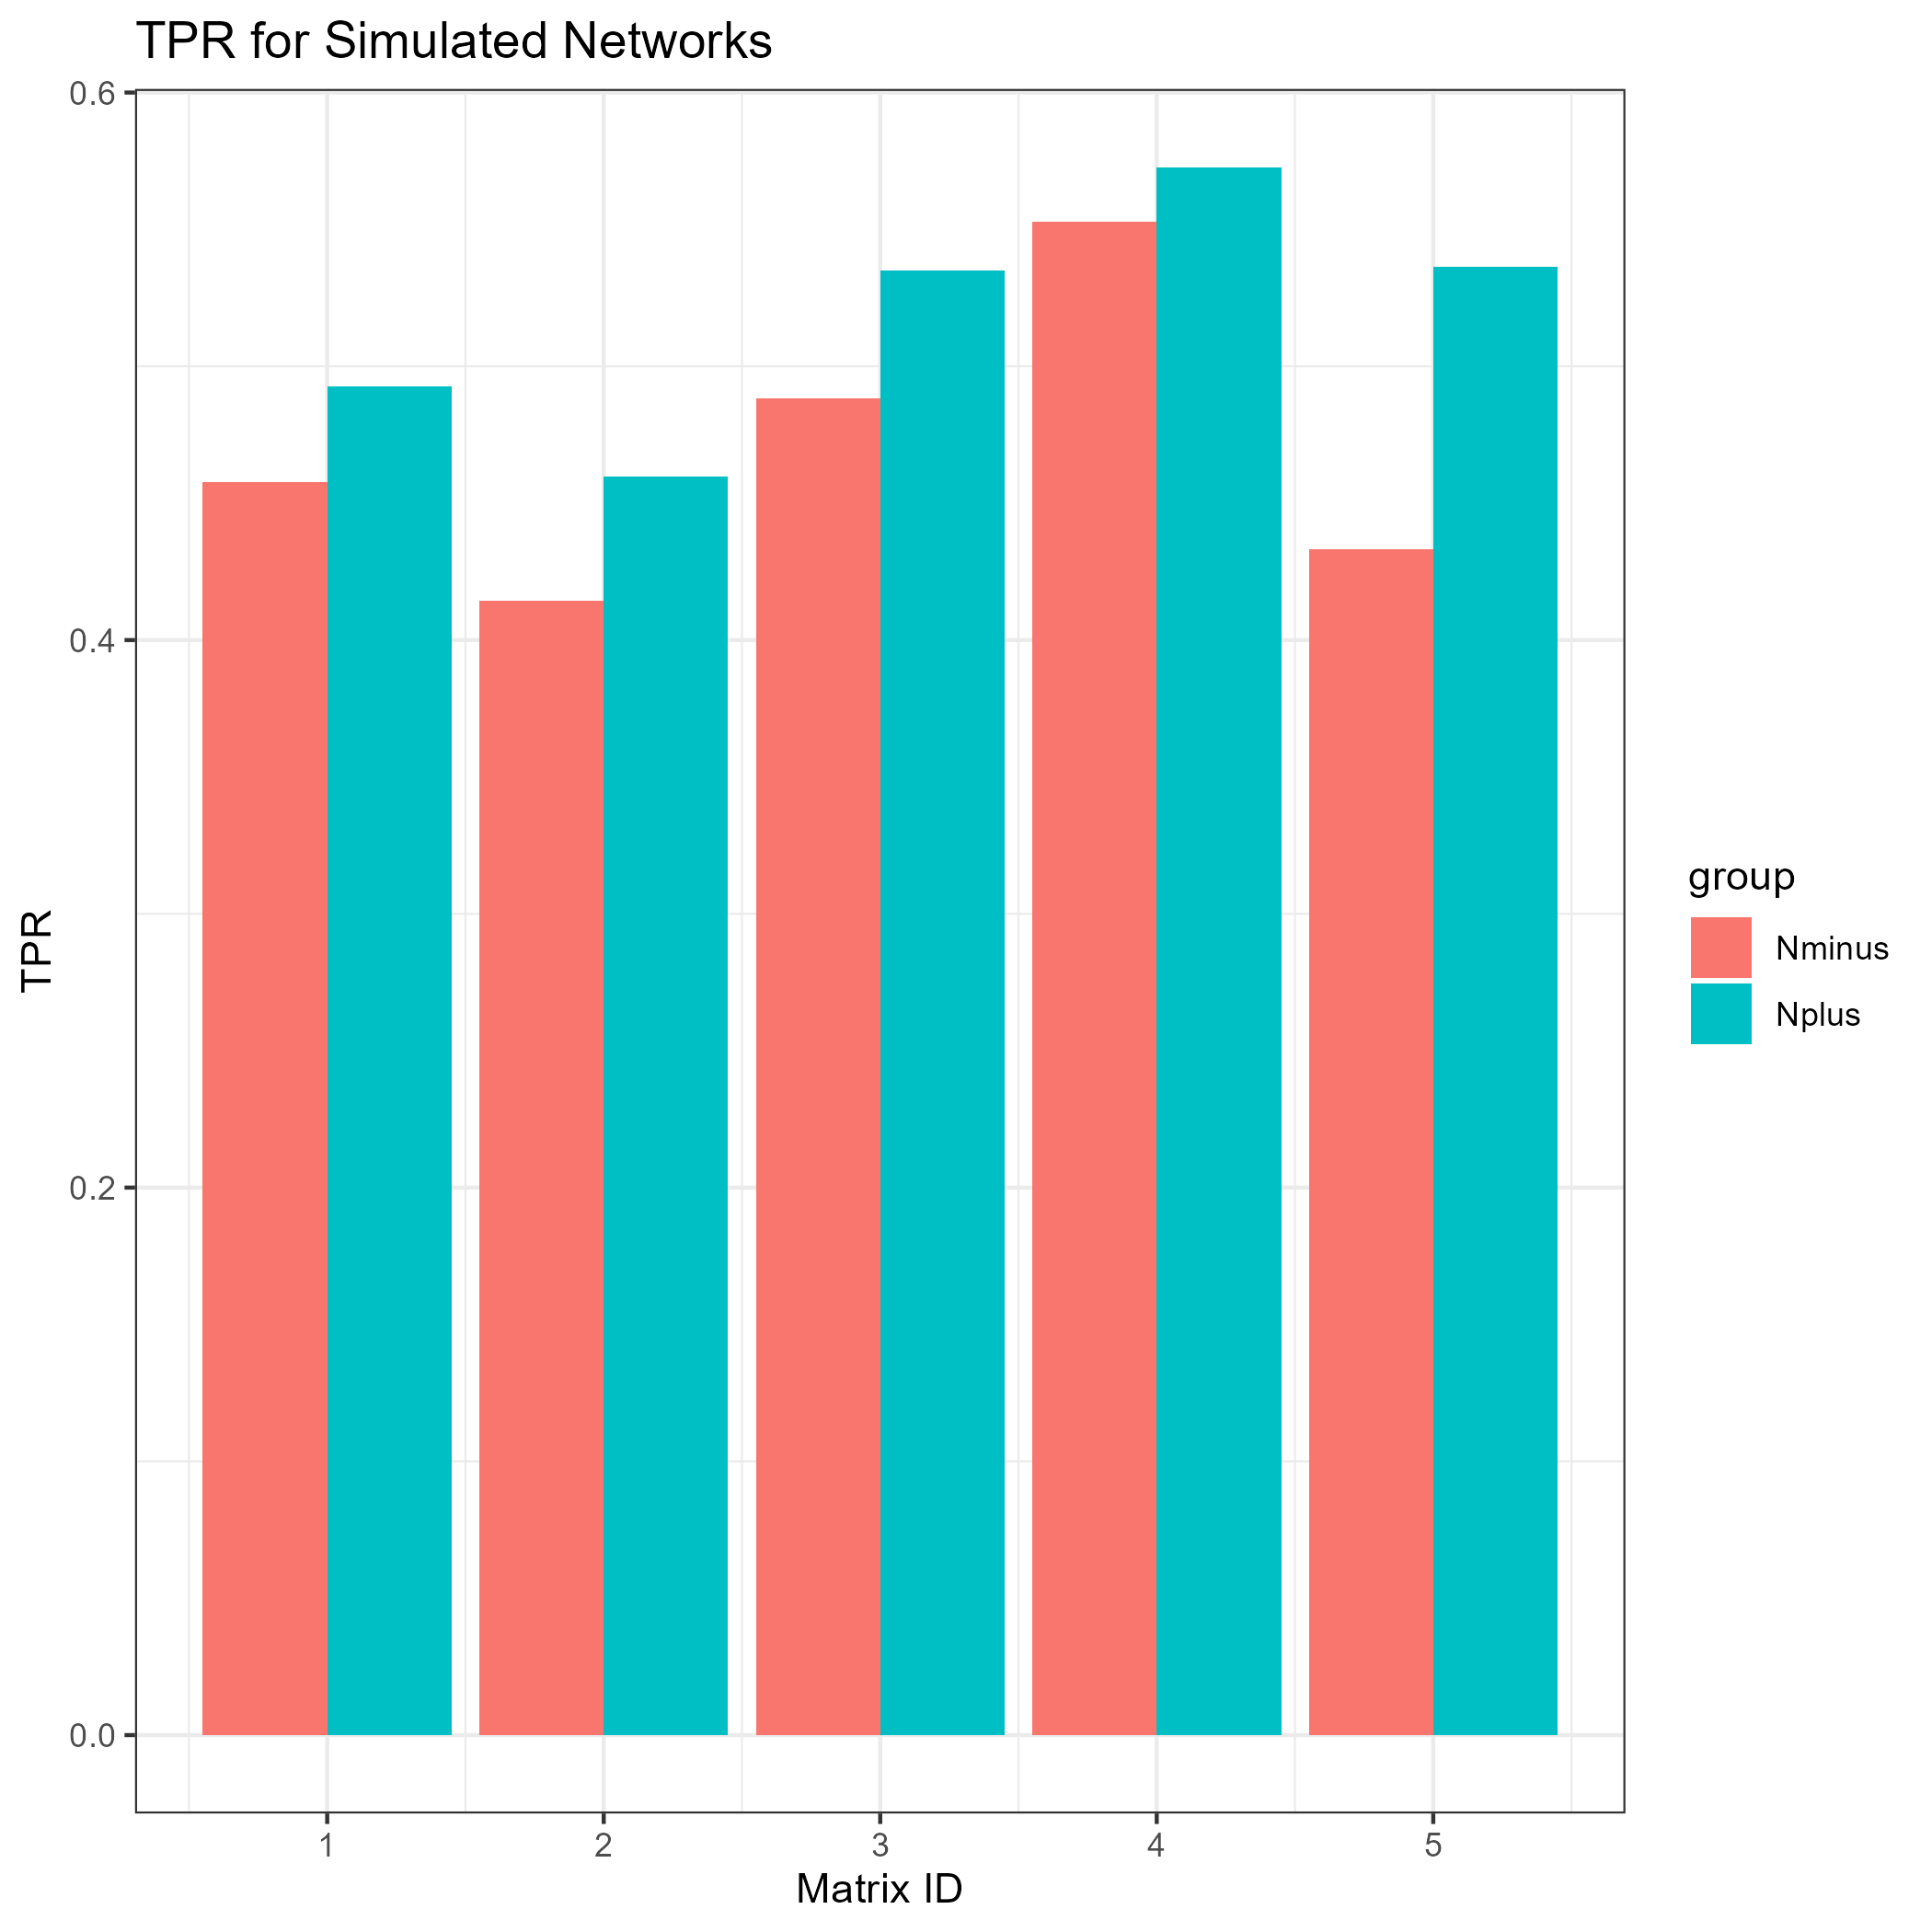 TPR for Simulated Networks
0.6
0.4
0.2
0.0
TPR
1 2 3 4 5
Matrix ID
group
Nminus
Nplus